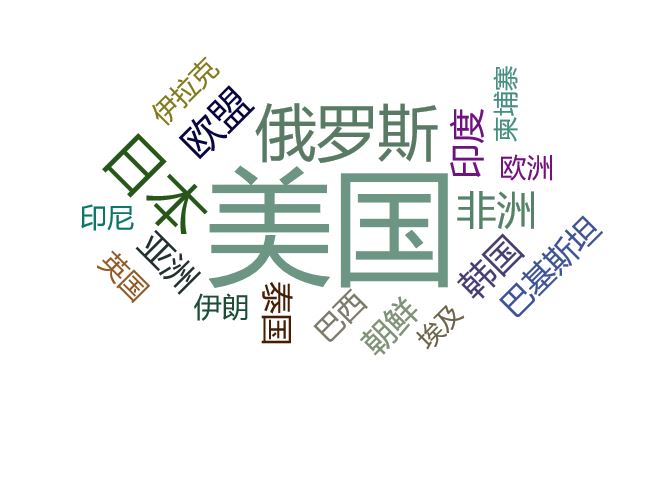 伊拉克
柬埔寨
欧盟
俄罗斯
印度
日本
欧洲
美国
印尼
非洲
亚洲
韩国
巴基斯坦
英国
伊朗
泰国
巴西
朝鲜
埃及